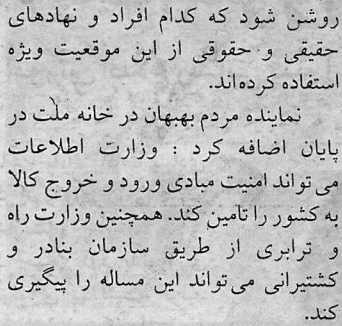 روشن شود که کدام افراد و نهادهای
حقیقی و حقوقی از این موقعیت ویژه
استفاده کرده‌اند.
نماینده مردم بهبهان در خانه ملت در
پایان اضافه کرد : وزارت اطلاعات
می‌تواند امنیت مبادی ورود و خروج کالا
به کشور را تامین کند. همچنین وزارت راه
و ترابری از طریق سازمان بنادر و
کشتیرانی می‌تواند این مساله را پیگیری
کند.